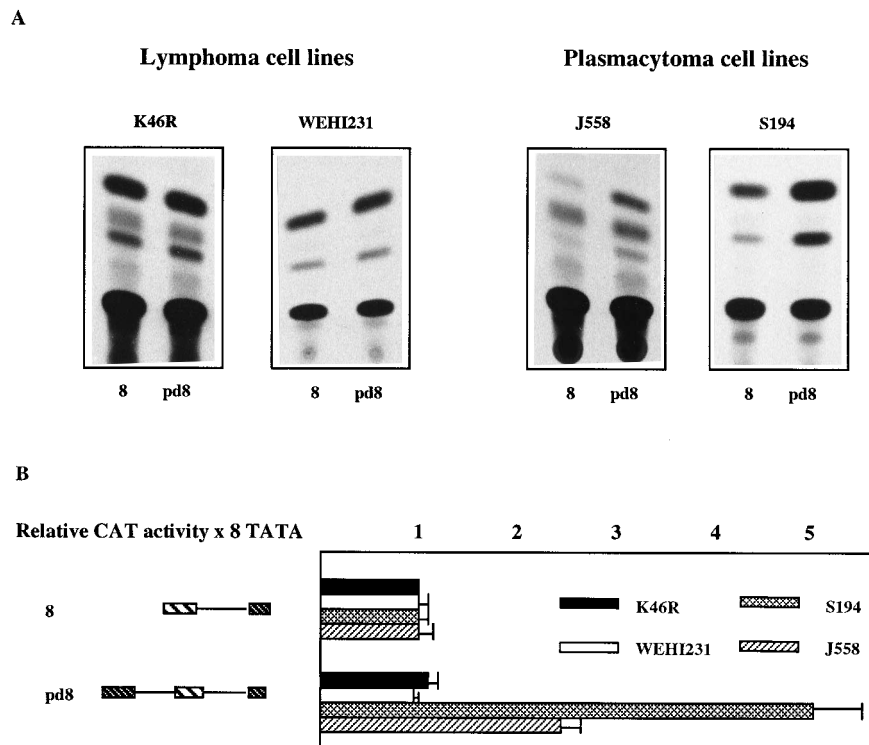 A
Lymphoma cell lines Plasmacytoma cell lines
K46R WEHI231 J558 S194
8 pd8 8 pd8 8 pd8 8 pd8
B
Relative CAT activity x 8 TATA 1 2 3 4 5
8
K46R S194
WEHI231 J558
pd8